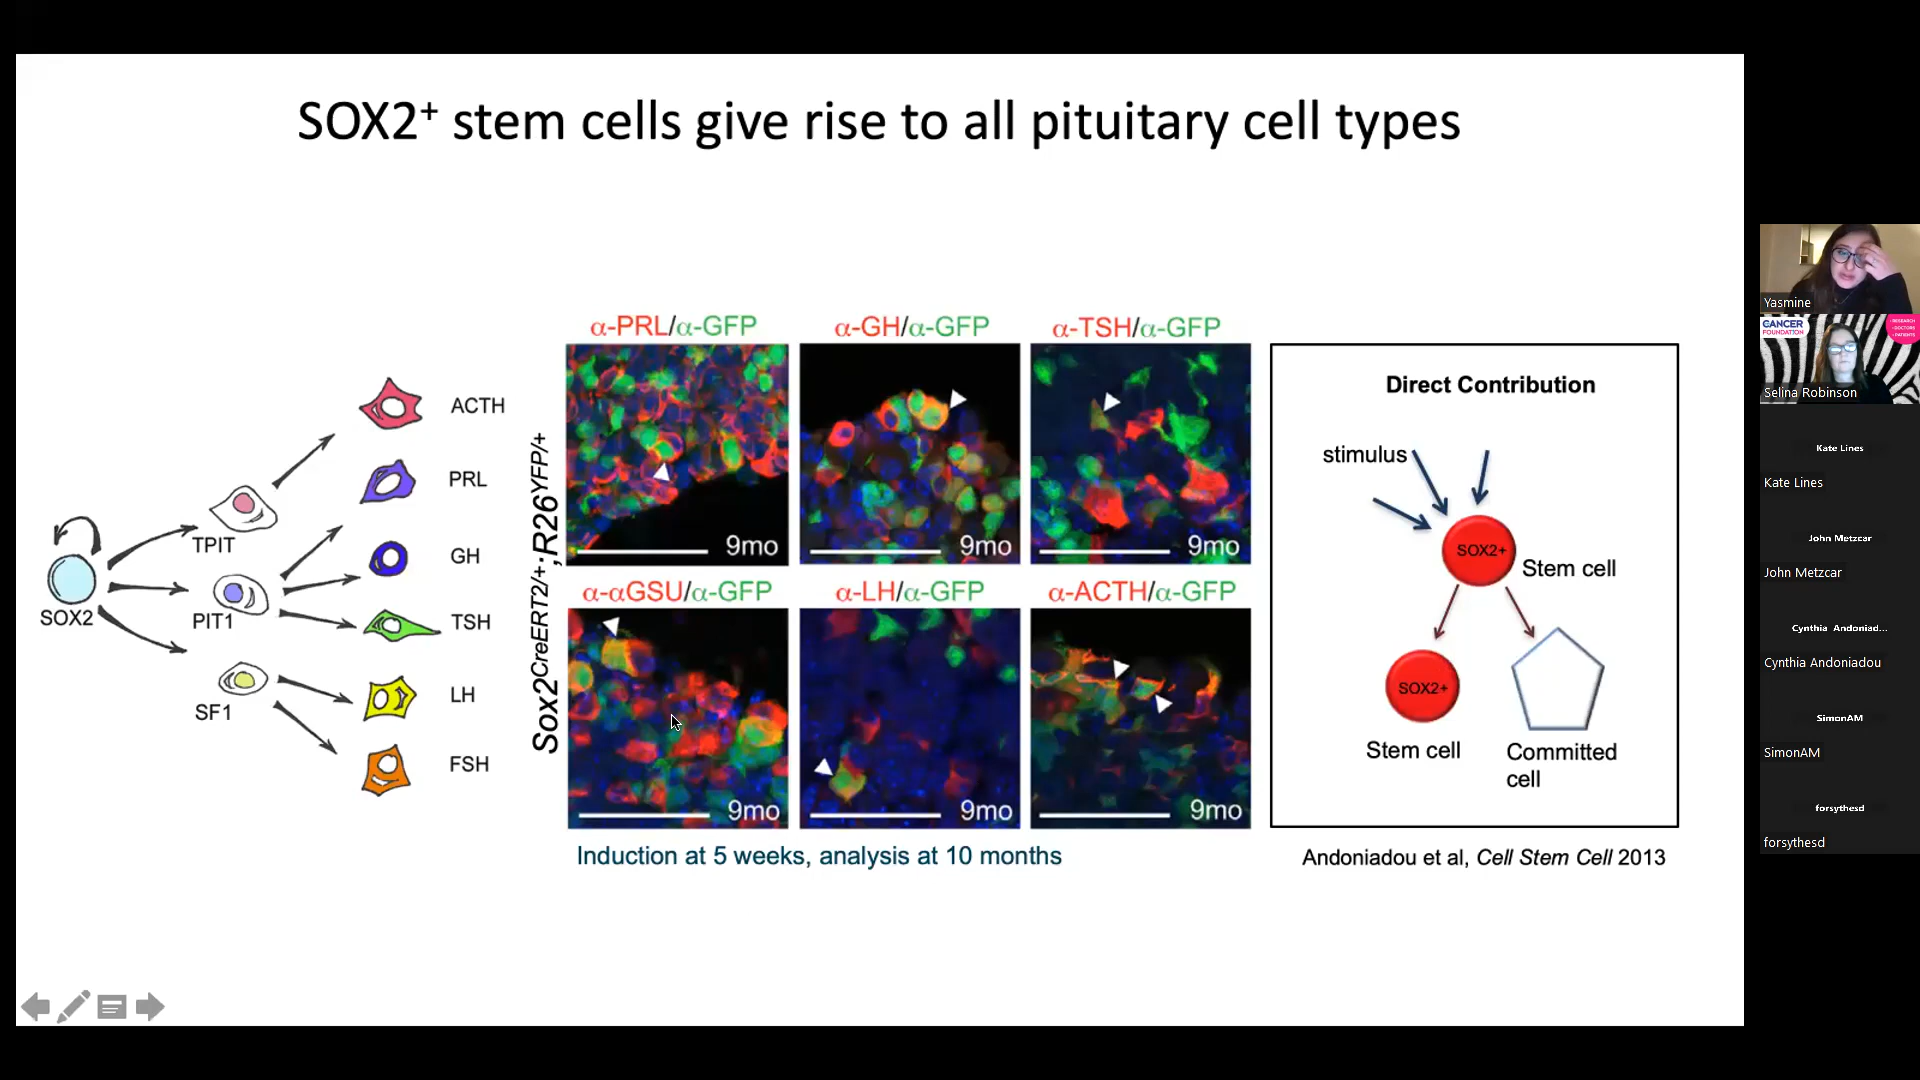 SOX2⁺ stem cells give rise to all pituitary cell types
SOX2
TPIT
PIT1
SF1
ACTH
PRL
GH
TSH
LH
FSH
Sox2CreERT2/+;R26YFP/+
α-PRL/α-GFP
9mo
α-GH/α-GFP
9mo
α-TSH/α-GFP
9mo
α-αGSU/α-GFP
9mo
α-LH/α-GFP
9mo
α-ACTH/α-GFP
9mo
Induction at 5 weeks, analysis at 10 months
Direct Contribution
stimulus
SOX2+
Stem cell
SOX2+
Stem cell
Committed
cell
Andoniadou et al, Cell Stem Cell 2013
Yasmine
CANCER
FOUNDATION
• RESEARCH
• DOCTORS
• PATIENTS
Selina Robinson
Kate Lines
Kate Lines
John Metzcar
John Metzcar
Cynthia Andoniad...
Cynthia Andoniadou
SimonAM
SimonAM
forsythesd
forsythesd